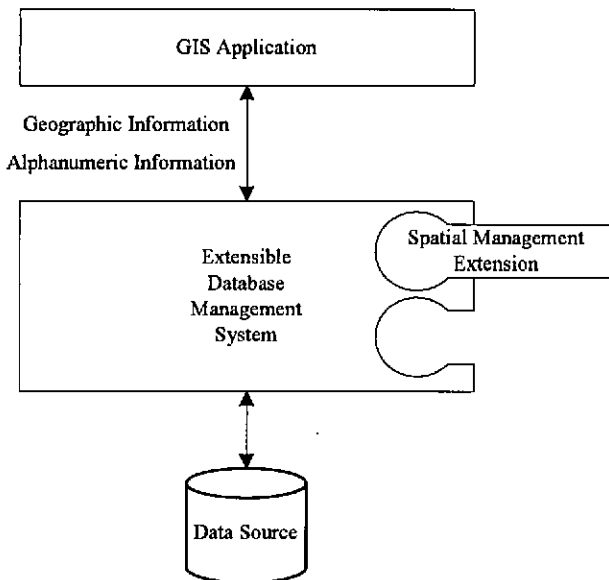 GIS Application
Geographic Information
Alphanumeric Information
Extensible
Database
Management
System
Spatial Management
Extension
Data Source